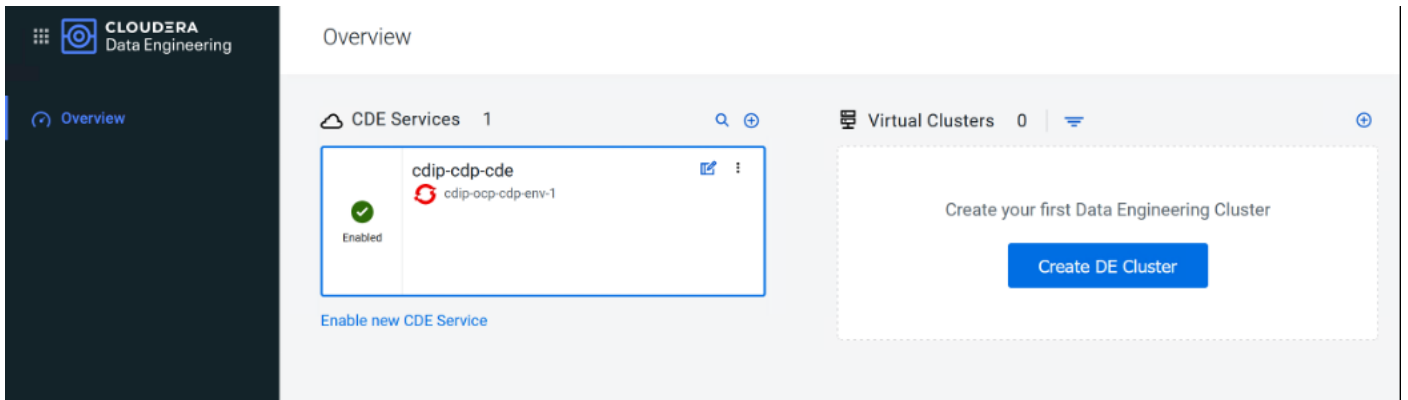 CLOUDERA
Data Engineering
Overview
Overview
CDE Services 1
cdip-cdp-cde
cdip-ocp-cdp-env-1
Enabled
Enable new CDE Service
Virtual Clusters 0
Create your first Data Engineering Cluster
Create DE Cluster